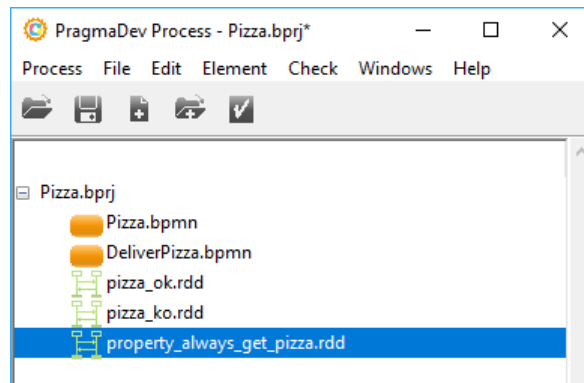 PragmaDev Process - Pizza.bprj*
Process File Edit Element Check Windows Help
Pizza.bprj
Pizza.bpmn
DeliverPizza.bpmn
pizza_ok.rdd
pizza_ko.rdd
property_always_get_pizza.rdd